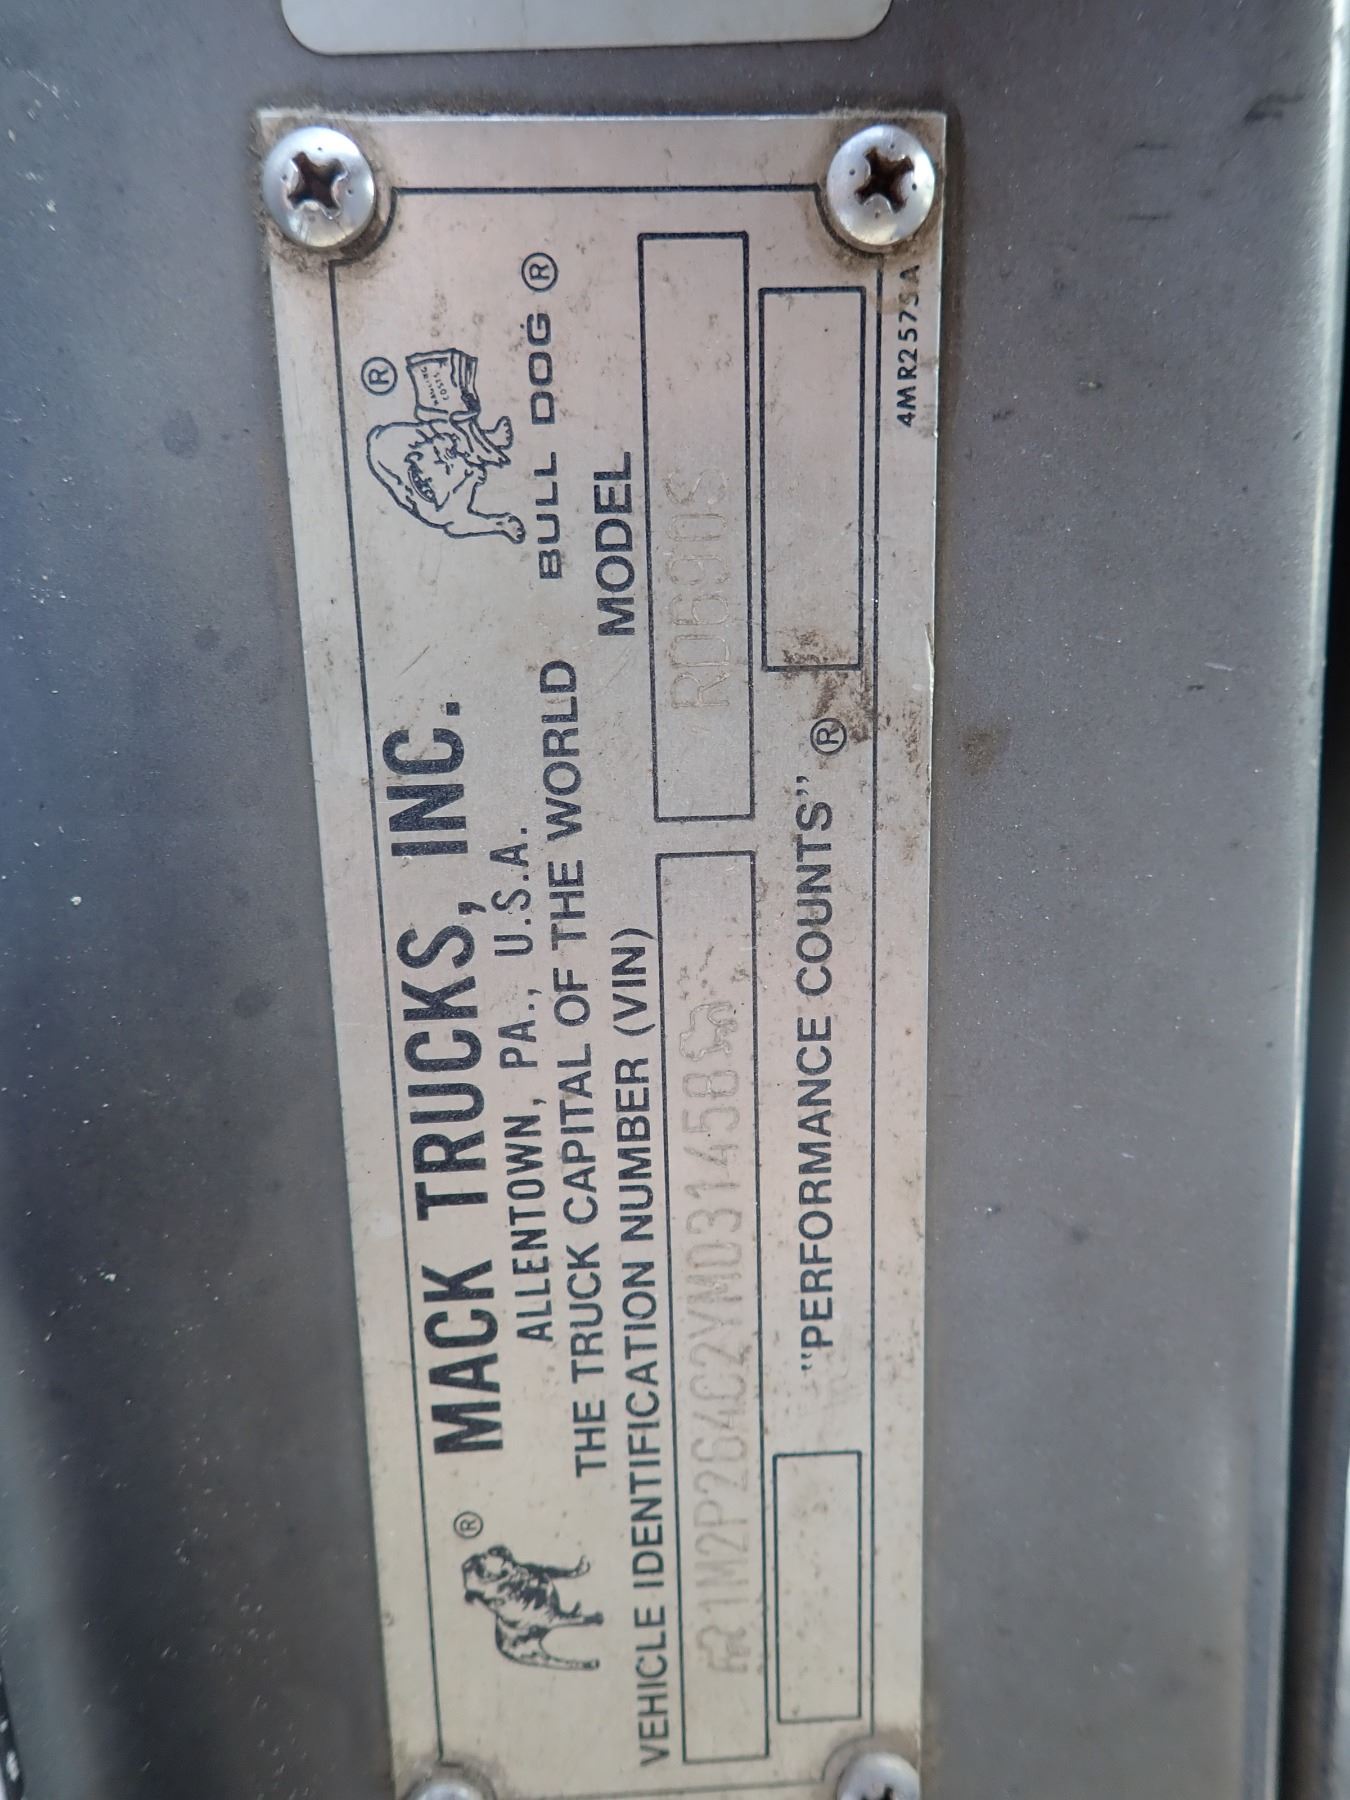 MACK TRUCKS, INC.
®
®
ALLENTOWN, PA., U.S.A.
THE TRUCK CAPITAL OF THE WORLD
BULL DOG ®
VEHICLE IDENTIFICATION NUMBER (VIN)
MODEL
1M2P264C2YM031458
RD690S
"PERFORMANCE COUNTS" ®
4MR2575A